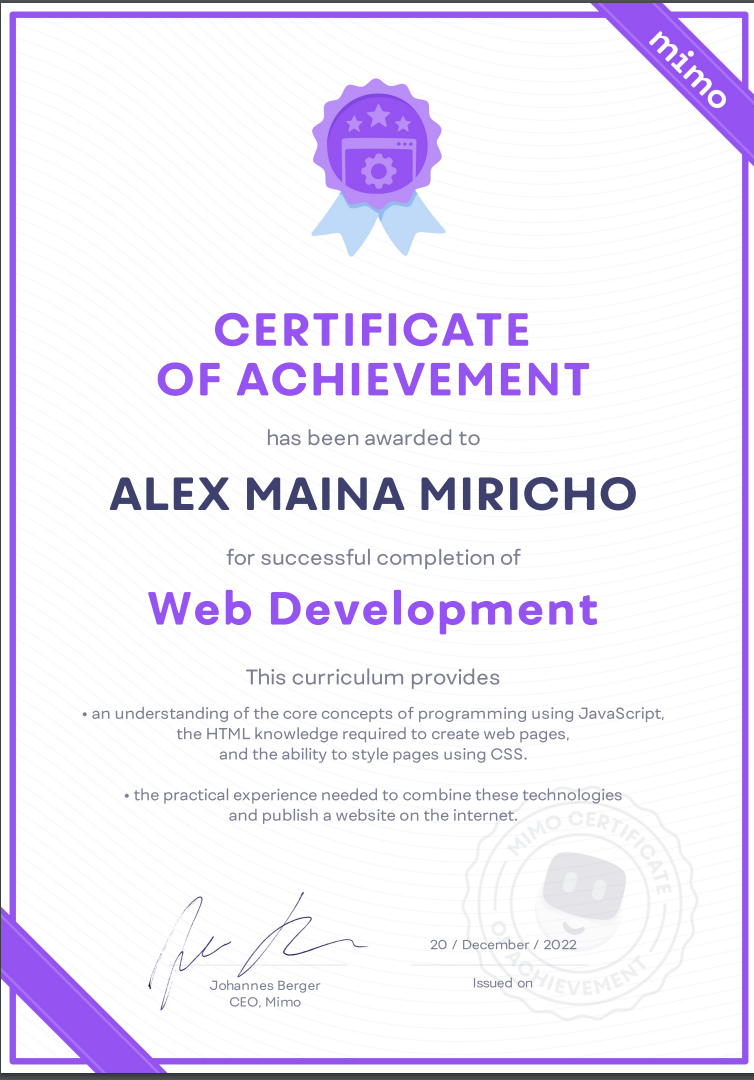 mimo
CERTIFICATE
OF ACHIEVEMENT
has been awarded to
ALEX MAINA MIRICHO
for successful completion of
Web Development
This curriculum provides
• an understanding of the core concepts of programming using JavaScript,
the HTML knowledge required to create web pages,
and the ability to style pages using CSS.
• the practical experience needed to combine these technologies
and publish a website on the internet.
MIMO CERTIFICATE
OF ACHIEVEMENT
20 / December / 2022
Issued on
Johannes Berger
CEO, Mimo